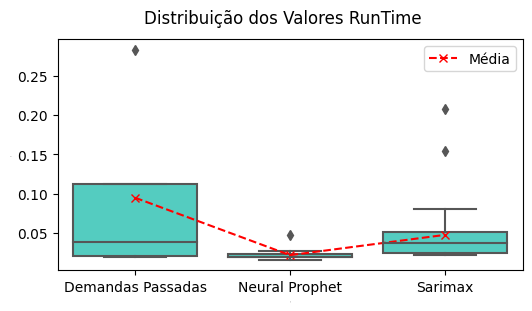 Distribuição dos Valores RunTime
Média
0.25
0.20
0.15
0.10
0.05
Demandas Passadas
Neural Prophet
Sarimax